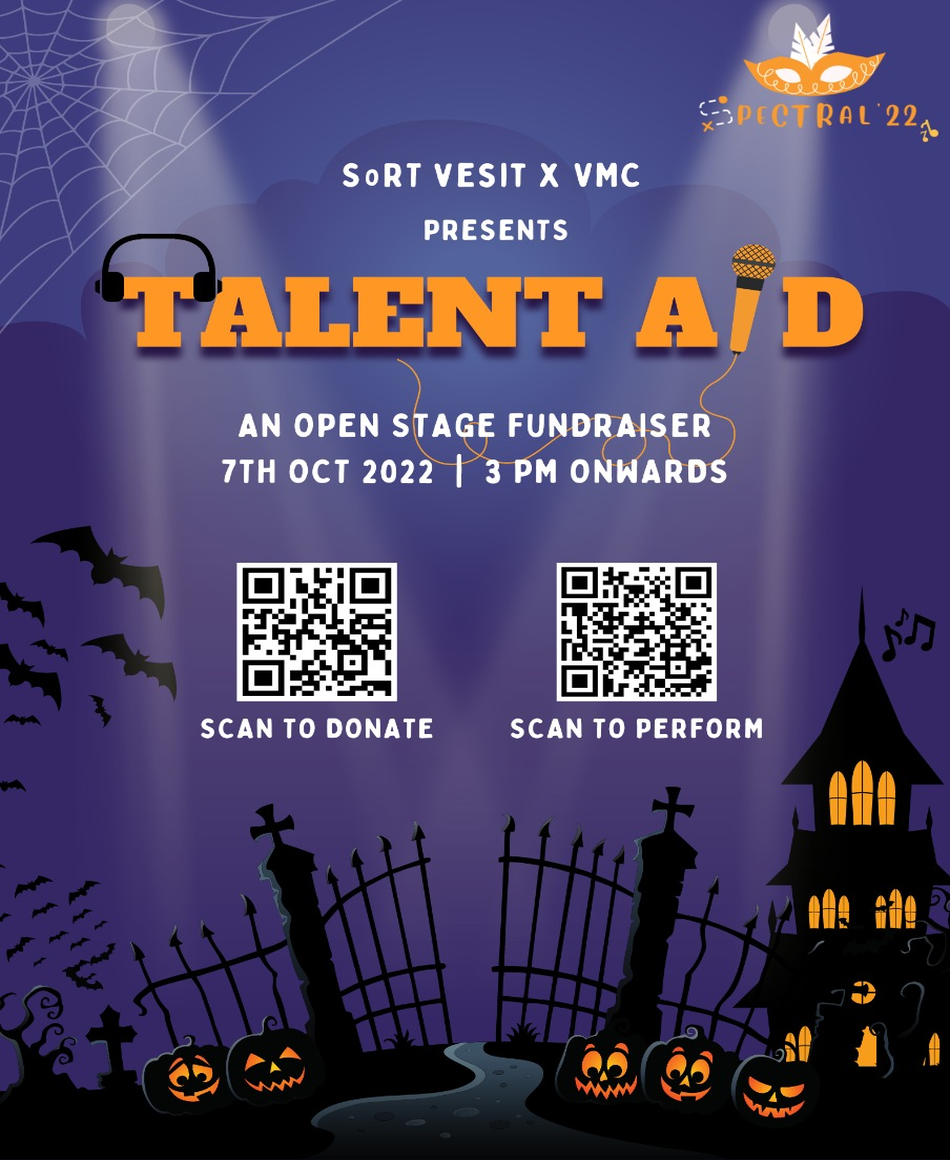 SPECTRAL'22
SoRT VESIT X VMC
PRESENTS
TALENT AID
AN OPEN STAGE FUNDRAISER
7TH OCT 2022 | 3 PM ONWARDS
SCAN TO DONATE
SCAN TO PERFORM